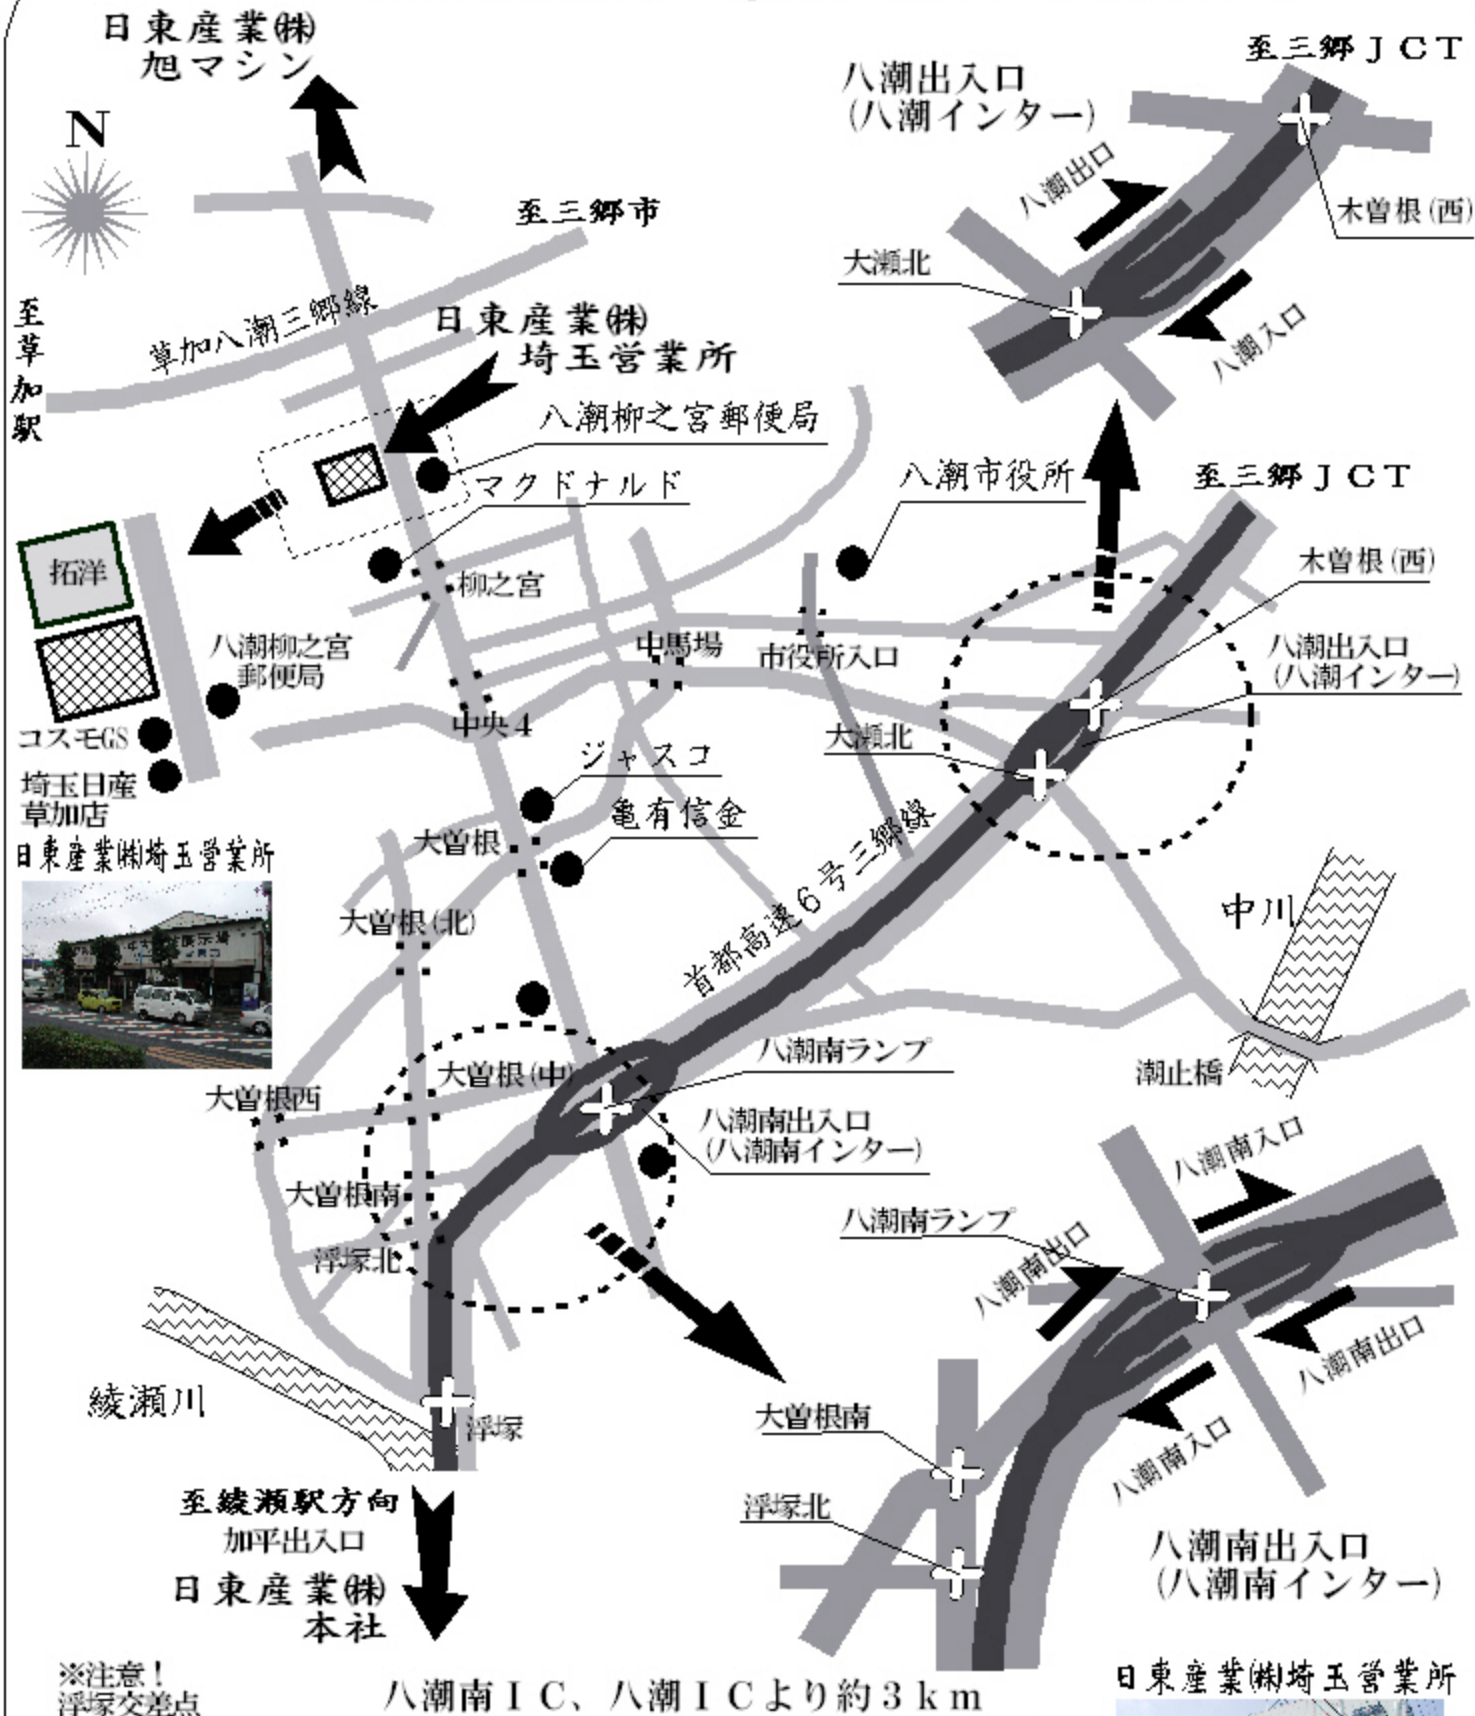 日東産業㈱
旭マシン
N
至三郷市
至草加駅
草加八潮三郷線
日東産業㈱
埼玉営業所
八潮柳之宮郵便局
マクドナルド
柳之宮
拓洋
八潮柳之宮
郵便局
コスモGS
埼玉日産
草加店
日東産業㈱埼玉営業所
八潮出入口
(八潮インター)
至三郷JCT
八潮出口
木曽根(西)
大瀬北
八潮入口
八潮市役所
至三郷JCT
木曽根(西)
中馬場
市役所入口
八潮出入口
(八潮インター)
中央4
大瀬北
ジャスコ
亀有信金
大曽根
大曽根(北)
首都高速6号三郷線
中川
潮止橋
大曽根(中)
八潮南ランプ
大曽根西
八潮南出入口
(八潮南インター)
大曽根南
浮塚北
綾瀬川
浮塚
至綾瀬駅方向
加平出入口
日東産業㈱
本社
八潮南入口
八潮南ランプ
八潮南出口
八潮南出口
大曽根南
八潮南入口
浮塚北
八潮南出入口
(八潮南インター)
※注意！
浮塚交差点
八潮南IC、八潮ICより約3km
日東産業㈱埼玉営業所